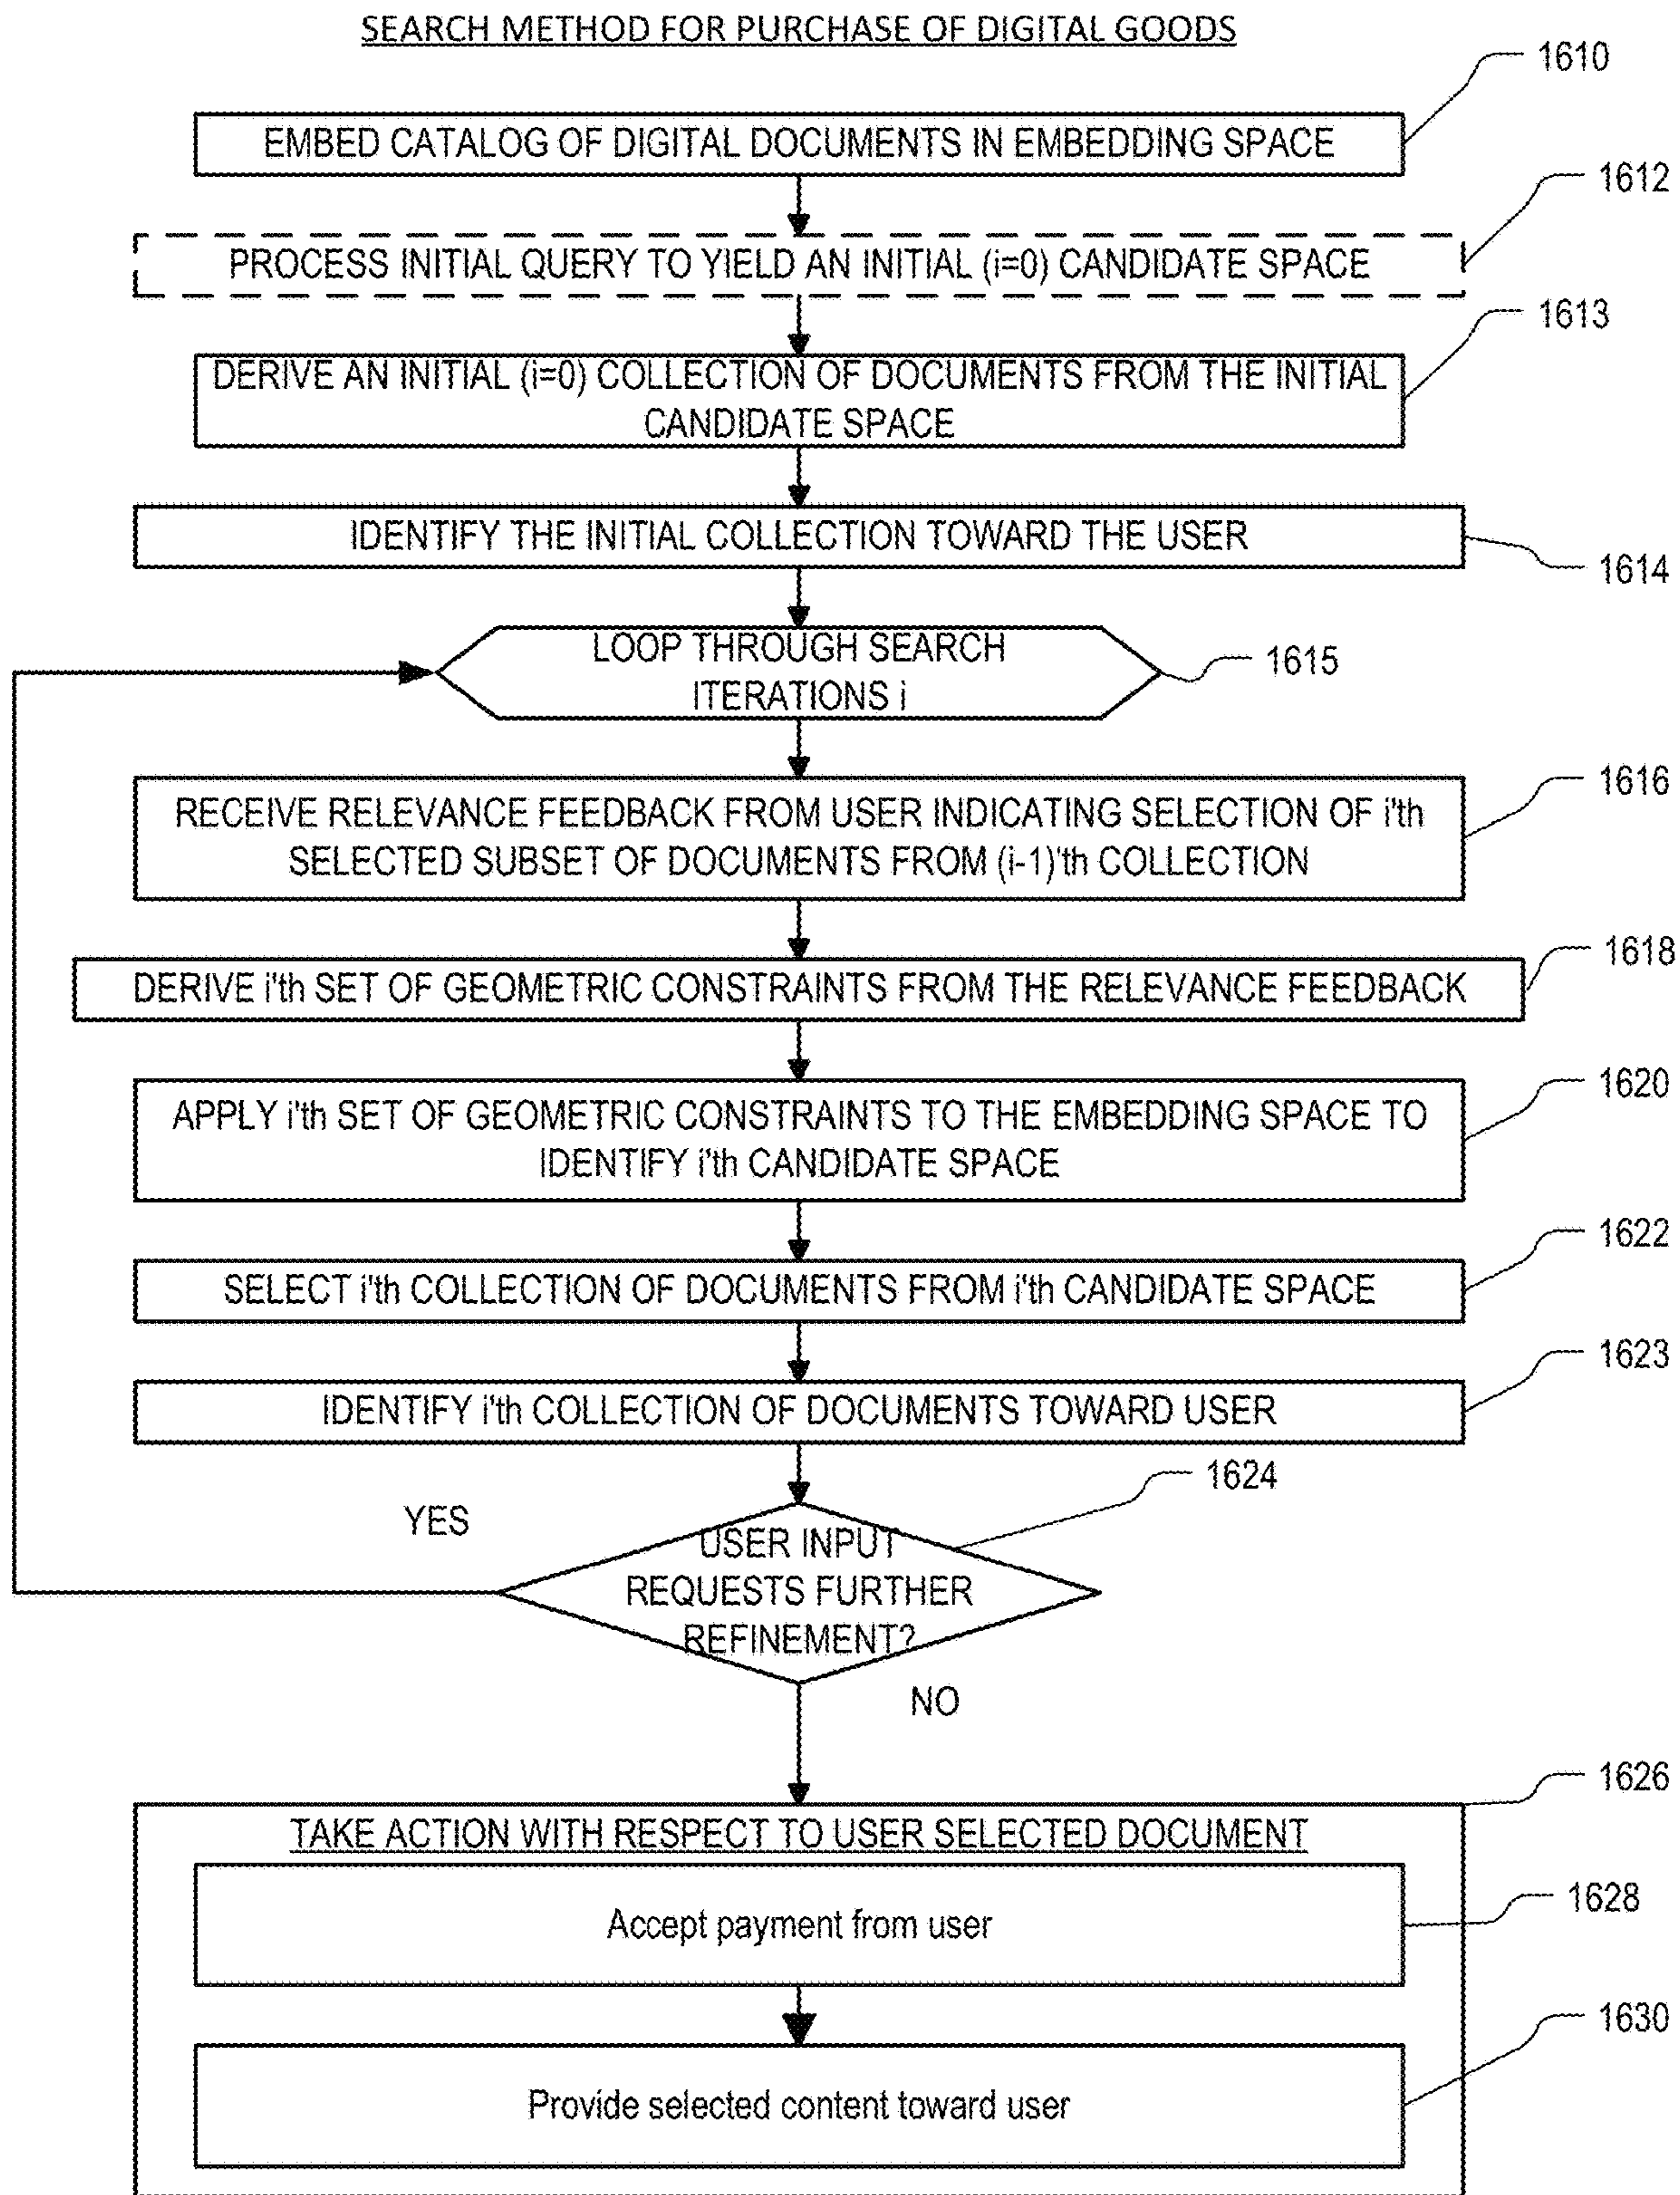 SEARCH METHOD FOR PURCHASE OF DIGITAL GOODS
1610
EMBED CATALOG OF DIGITAL DOCUMENTS IN EMBEDDING SPACE
1612
PROCESS INITIAL QUERY TO YIELD AN INITIAL (i=0) CANDIDATE SPACE
1613
DERIVE AN INITIAL (i=0) COLLECTION OF DOCUMENTS FROM THE INITIAL
CANDIDATE SPACE
IDENTIFY THE INITIAL COLLECTION TOWARD THE USER
1614
LOOP THROUGH SEARCH
ITERATIONS i
1615
1616
RECEIVE RELEVANCE FEEDBACK FROM USER INDICATING SELECTION OF i'th
SELECTED SUBSET OF DOCUMENTS FROM (i-1)'th COLLECTION
1618
DERIVE i'th SET OF GEOMETRIC CONSTRAINTS FROM THE RELEVANCE FEEDBACK
1620
APPLY i'th SET OF GEOMETRIC CONSTRAINTS TO THE EMBEDDING SPACE TO
IDENTIFY i'th CANDIDATE SPACE
1622
SELECT i'th COLLECTION OF DOCUMENTS FROM i'th CANDIDATE SPACE
1623
IDENTIFY i'th COLLECTION OF DOCUMENTS TOWARD USER
1624
YES
USER INPUT
REQUESTS FURTHER
REFINEMENT?
NO
1626
TAKE ACTION WITH RESPECT TO USER SELECTED DOCUMENT
1628
Accept payment from user
1630
Provide selected content toward user